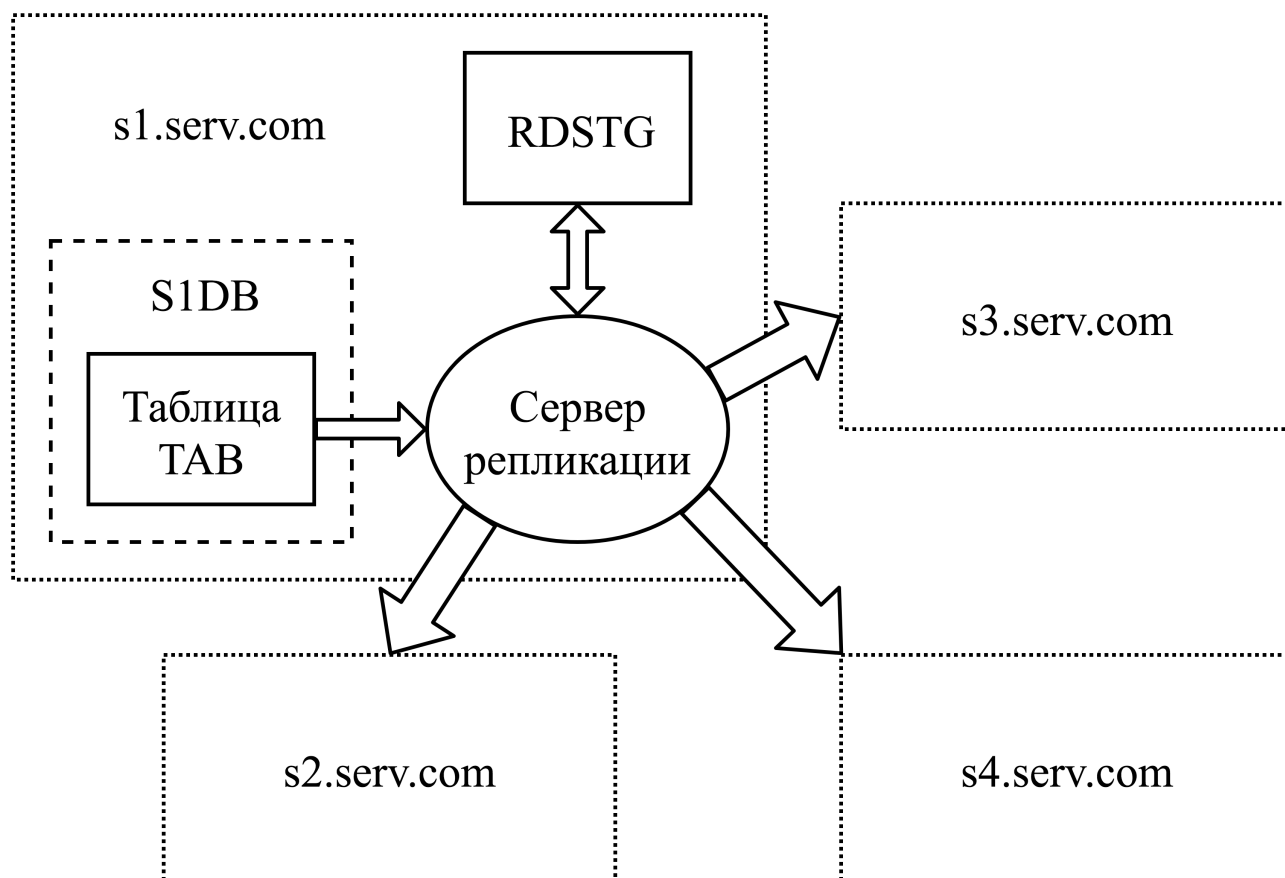 s1.serv.com
RDSTG
S1DB
Таблица
TAB
Сервер
репликации
s3.serv.com
s2.serv.com
s4.serv.com